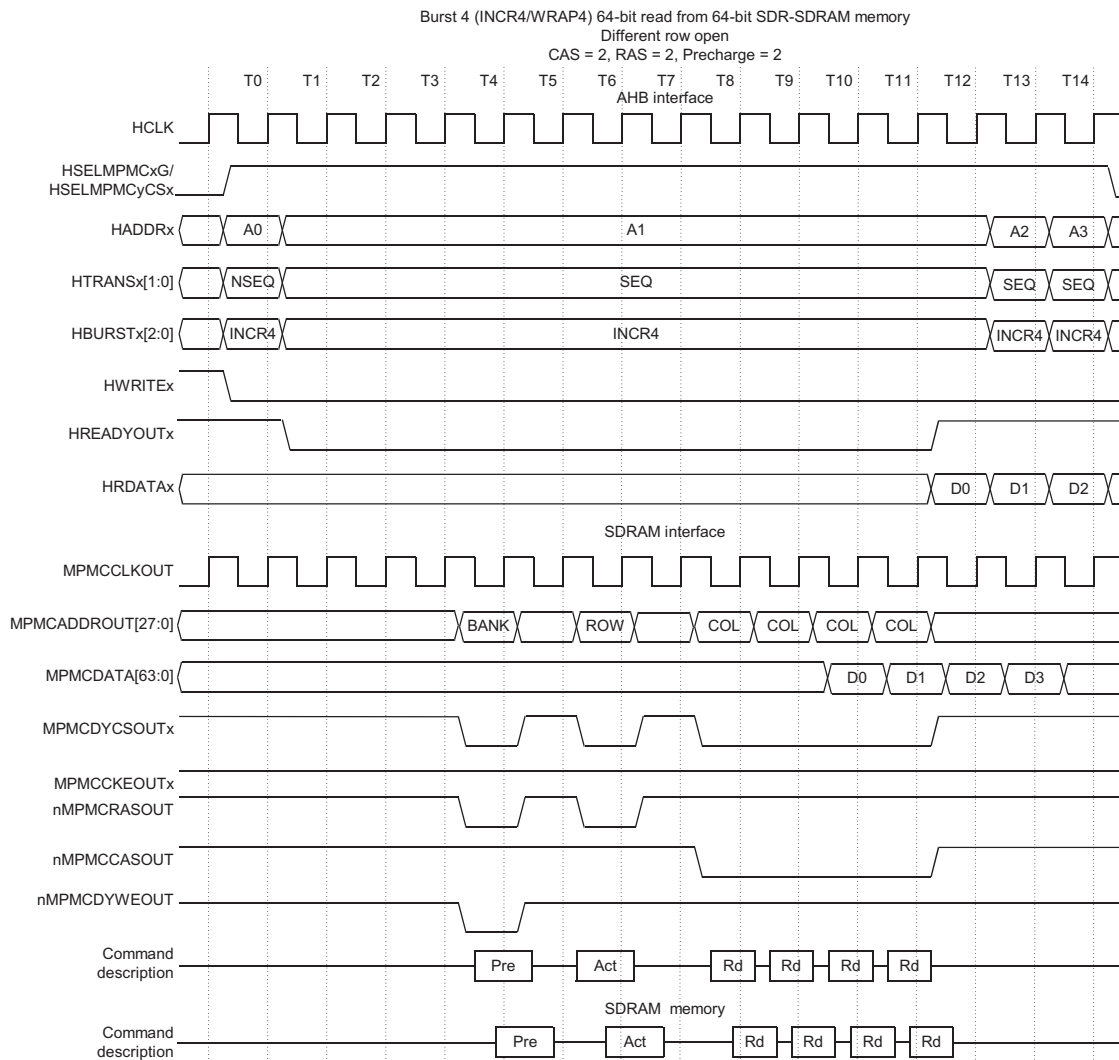 Burst 4 (INCR4/WRAP4) 64-bit read from 64-bit SDR-SDRAM memory
Different row open
CAS = 2, RAS = 2, Precharge = 2
T0 T1 T2 T3 T4 T5 T6 T7 T8 T9 T10 T11 T12 T13 T14
AHB interface
HCLK
HSELMPMCxG/
HSELMPMCyCSx
HADDRx A0 A1 A2 A3
HTRANSx[1:0] NSEQ SEQ SEQ SEQ
HBURSTx[2:0] INCR4 INCR4 INCR4 INCR4
HWRITEx
HREADYOUTx
HRDATAx D0 D1 D2
SDRAM interface
MPMCCLKOUT
MPMCADDROUT[27:0] BANK ROW COL COL COL COL
MPMCDATA[63:0] D0 D1 D2 D3
MPMCDYCSOUTx
MPMCCKEOUTx
nMPMCRASOUT
nMPMCCASOUT
nMPMCDYWEOUT
Command
description
Pre Act Rd Rd Rd Rd
SDRAM memory
Command
description
Pre Act Rd Rd Rd Rd